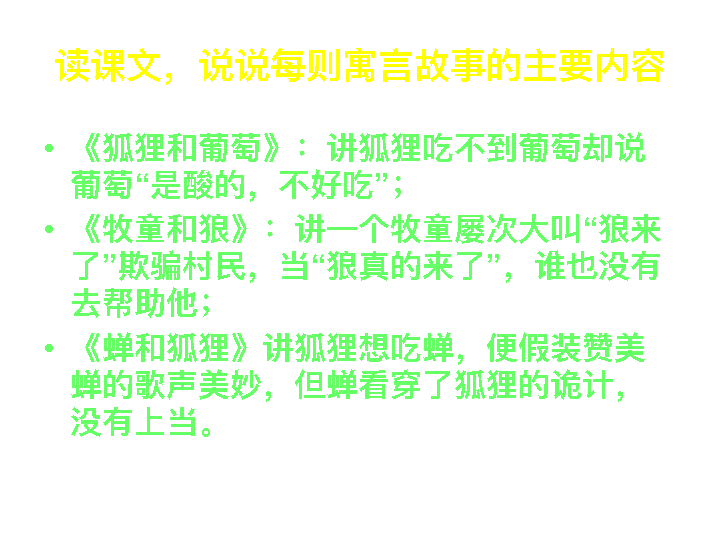 读课文，说说每则寓言故事的主要内容
• 《狐狸和葡萄》：讲狐狸吃不到葡萄却说
葡萄“是酸的，不好吃”；
• 《牧童和狼》：讲一个牧童屡次大叫“狼来
了”欺骗村民，当“狼真的来了”，谁也没有
去帮助他；
• 《蝉和狐狸》讲狐狸想吃蝉，便假装赞美
蝉的歌声美妙，但蝉看穿了狐狸的诡计，
没有上当。